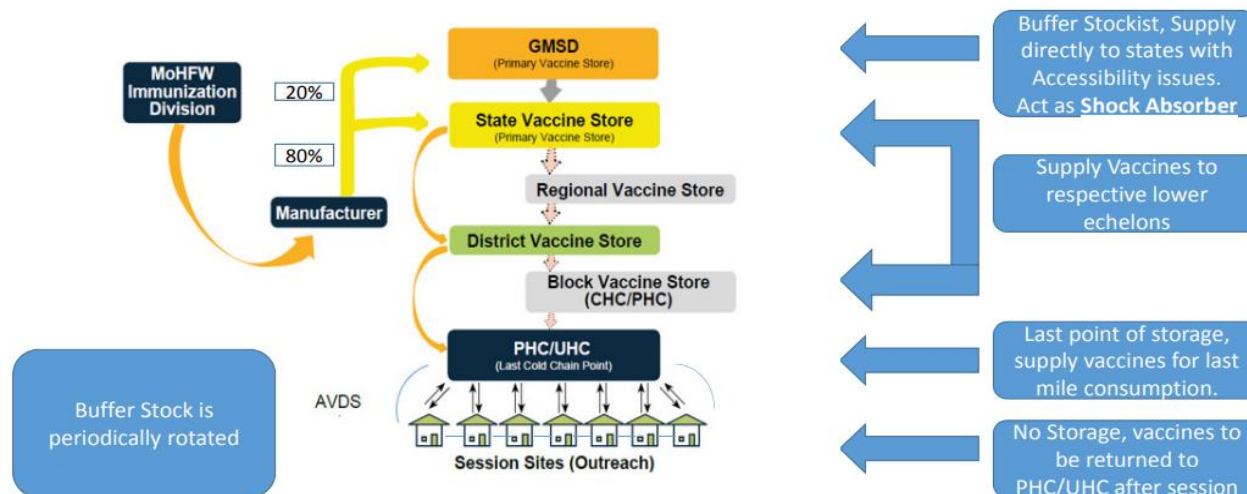 GMSD
(Primary Vaccine Store)
MoHFW
Immunization
Division
20%
State Vaccine Store
(Primary Vaccine Store)
80%
Regional Vaccine Store
Manufacturer
District Vaccine Store
Block Vaccine Store
(CHC/PHC)
PHC/UHC
(Last Cold Chain Point)
AVDS
Session Sites (Outreach)
Buffer Stock is
periodically rotated
Buffer Stockist, Supply
directly to states with
Accessibility issues.
Act as Shock Absorber
Supply Vaccines to
respective lower
echelons
Last point of storage,
supply vaccines for last
mile consumption.
No Storage, vaccines to
be returned to
PHC/UHC after session